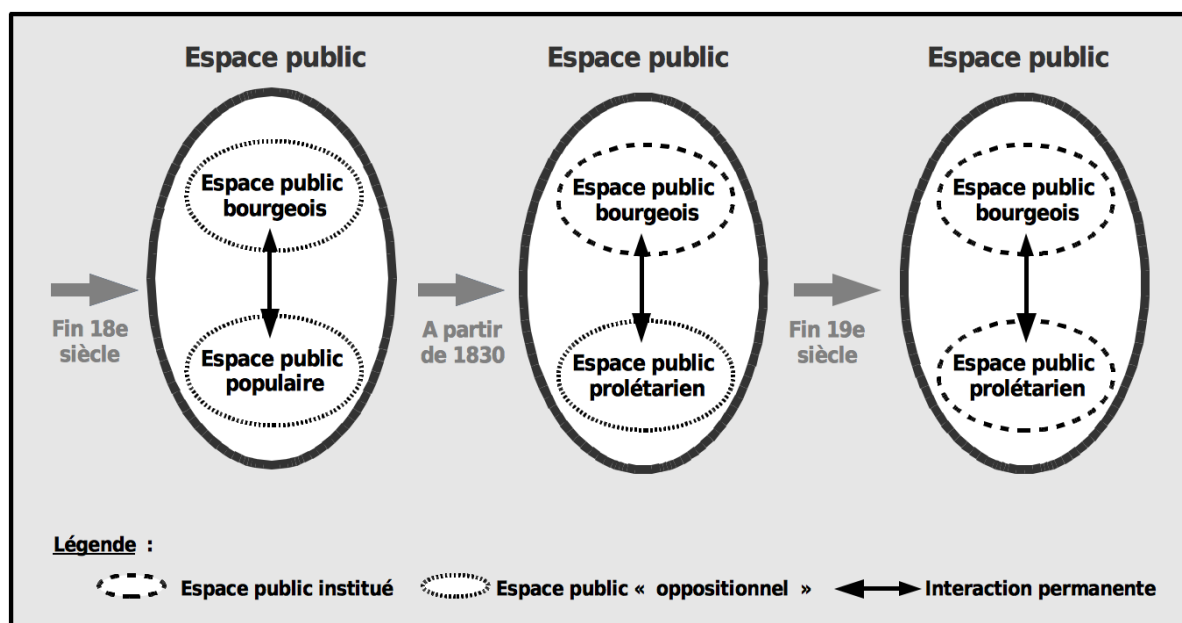 Espace public
Espace public
Espace public
Espace public
bourgeois
Espace public
populaire
Espace public
bourgeois
Espace public
prolétarien
Espace public
bourgeois
Espace public
prolétarien
Fin 18e
siècle
A partir
de 1830
Fin 19e
siècle
Légende :
Espace public institué
Espace public « oppositionnel »
Interaction permanente